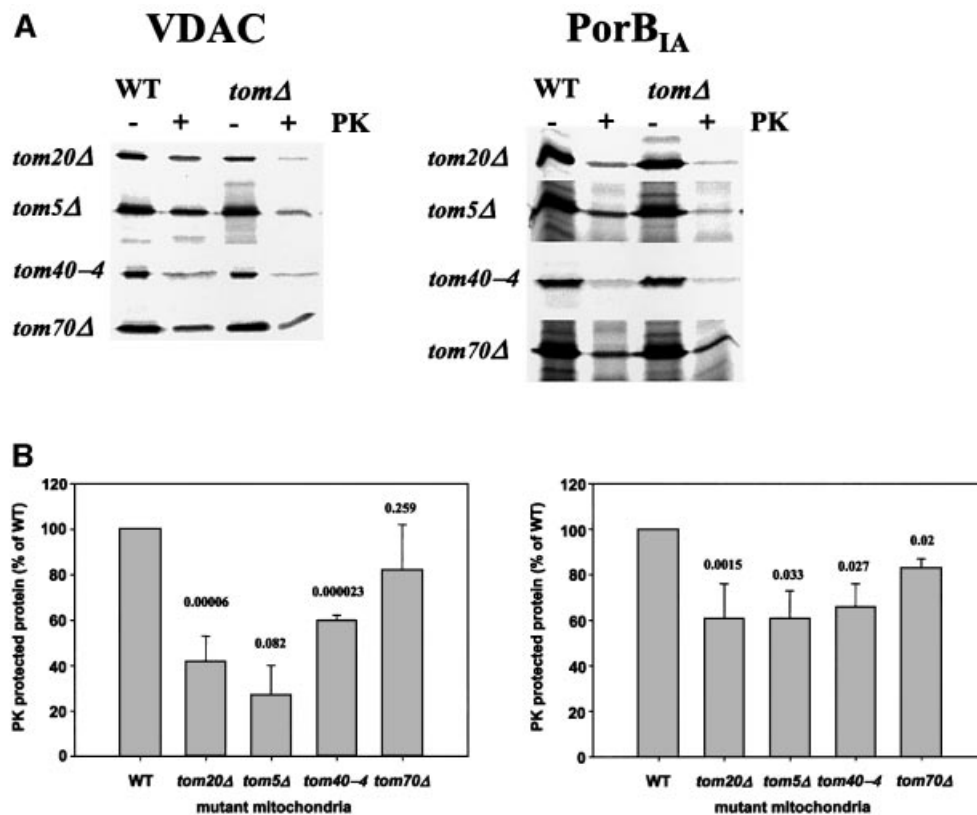 A
VDAC
PorBIA
WT tomΔ
- + - + PK
tom20Δ
tom5Δ
tom40–4
tom70Δ
WT tomΔ
- + - + PK
tom20Δ
tom5Δ
tom40–4
tom70Δ
B
PK protected protein (% of WT)
120
100
80
60
40
20
0
0.00006
0.082
0.000023
0.259
WT tom20Δ tom5Δ tom40–4 tom70Δ
mutant mitochondria
PK protected protein (% of WT)
120
100
80
60
40
20
0
0.0015
0.033
0.027
0.02
WT tom20Δ tom5Δ tom40–4 tom70Δ
mutant mitochondria